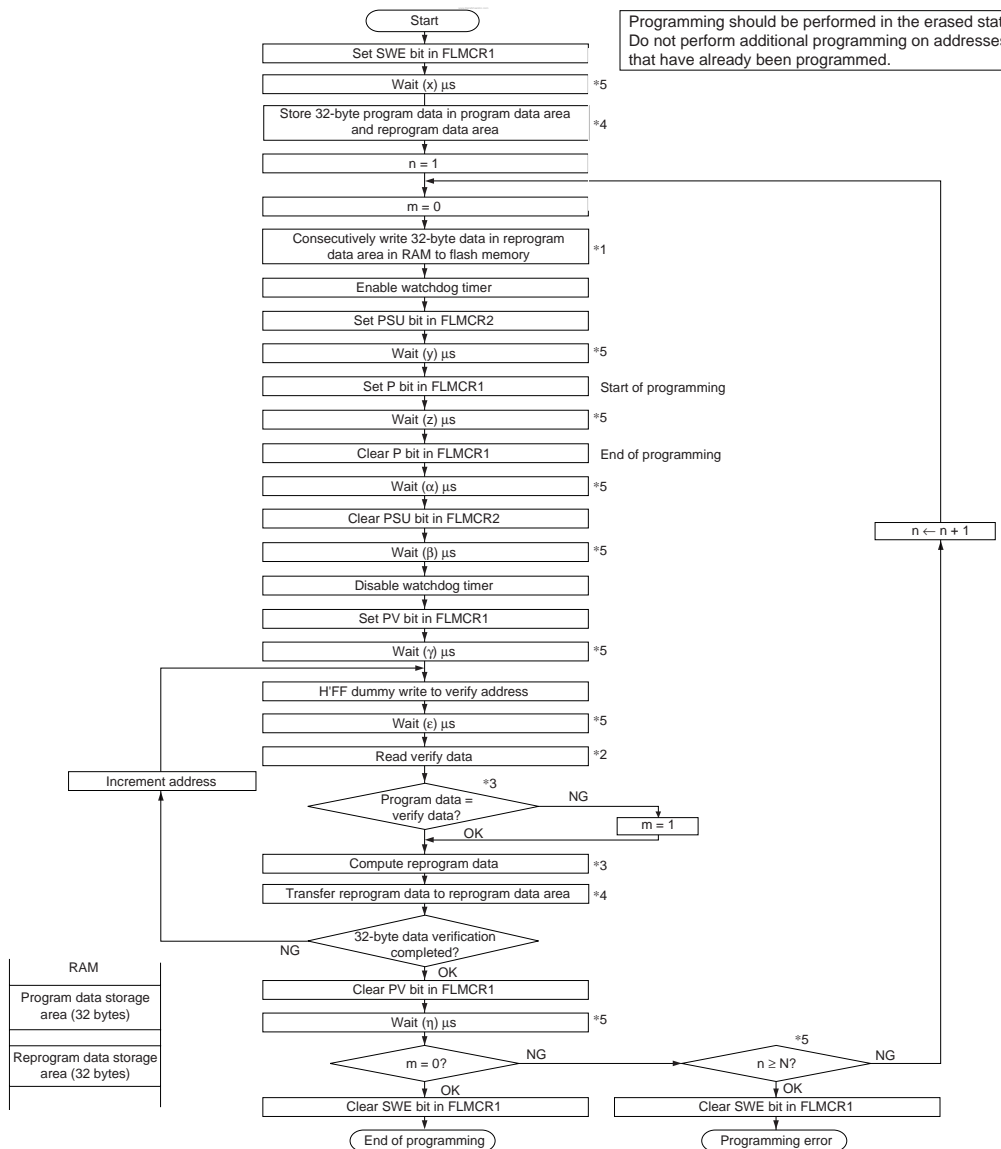 Start
Programming should be performed in the erased stat
Do not perform additional programming on addresses
that have already been programmed.
Set SWE bit in FLMCR1
Wait (x) μs
*5
Store 32-byte program data in program data area
and reprogram data area
*4
n = 1
m = 0
Consecutively write 32-byte data in reprogram
data area in RAM to flash memory
*1
Enable watchdog timer
Set PSU bit in FLMCR2
Wait (y) μs
*5
Set P bit in FLMCR1
Start of programming
Wait (z) μs
*5
Clear P bit in FLMCR1
End of programming
Wait (α) μs
*5
Clear PSU bit in FLMCR2
n ← n + 1
Wait (β) μs
*5
Disable watchdog timer
Set PV bit in FLMCR1
Wait (γ) μs
*5
H'FF dummy write to verify address
Wait (ε) μs
*5
Read verify data
*2
Increment address
*3
Program data =
verify data?
NG
m = 1
OK
Compute reprogram data
*3
Transfer reprogram data to reprogram data area
*4
32-byte data verification
completed?
NG
OK
RAM
Program data storage
area (32 bytes)
Reprogram data storage
area (32 bytes)
Clear PV bit in FLMCR1
Wait (η) μs
*5
m = 0?
NG
*5
n ≥ N?
NG
OK
OK
Clear SWE bit in FLMCR1
Clear SWE bit in FLMCR1
End of programming
Programming error